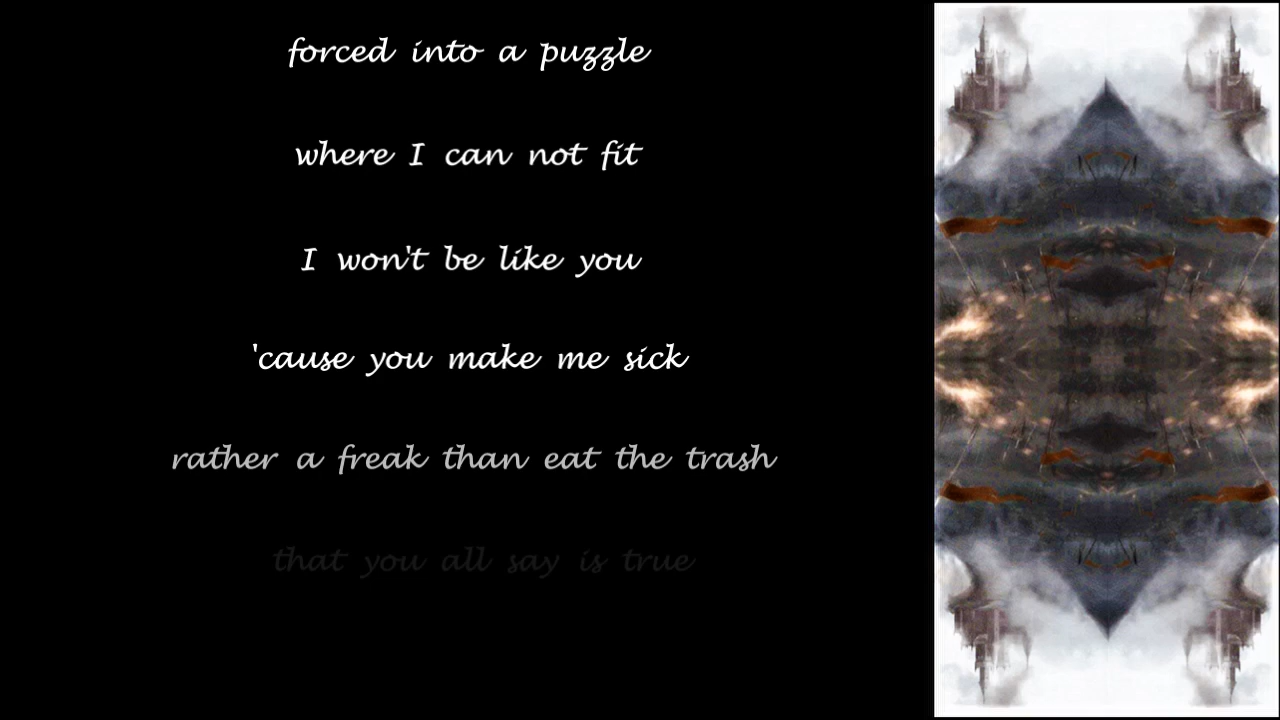 forced into a puzzle
where I can not fit
I won't be like you
'cause you make me sick
rather a freak than eat the trash
that you all say is true